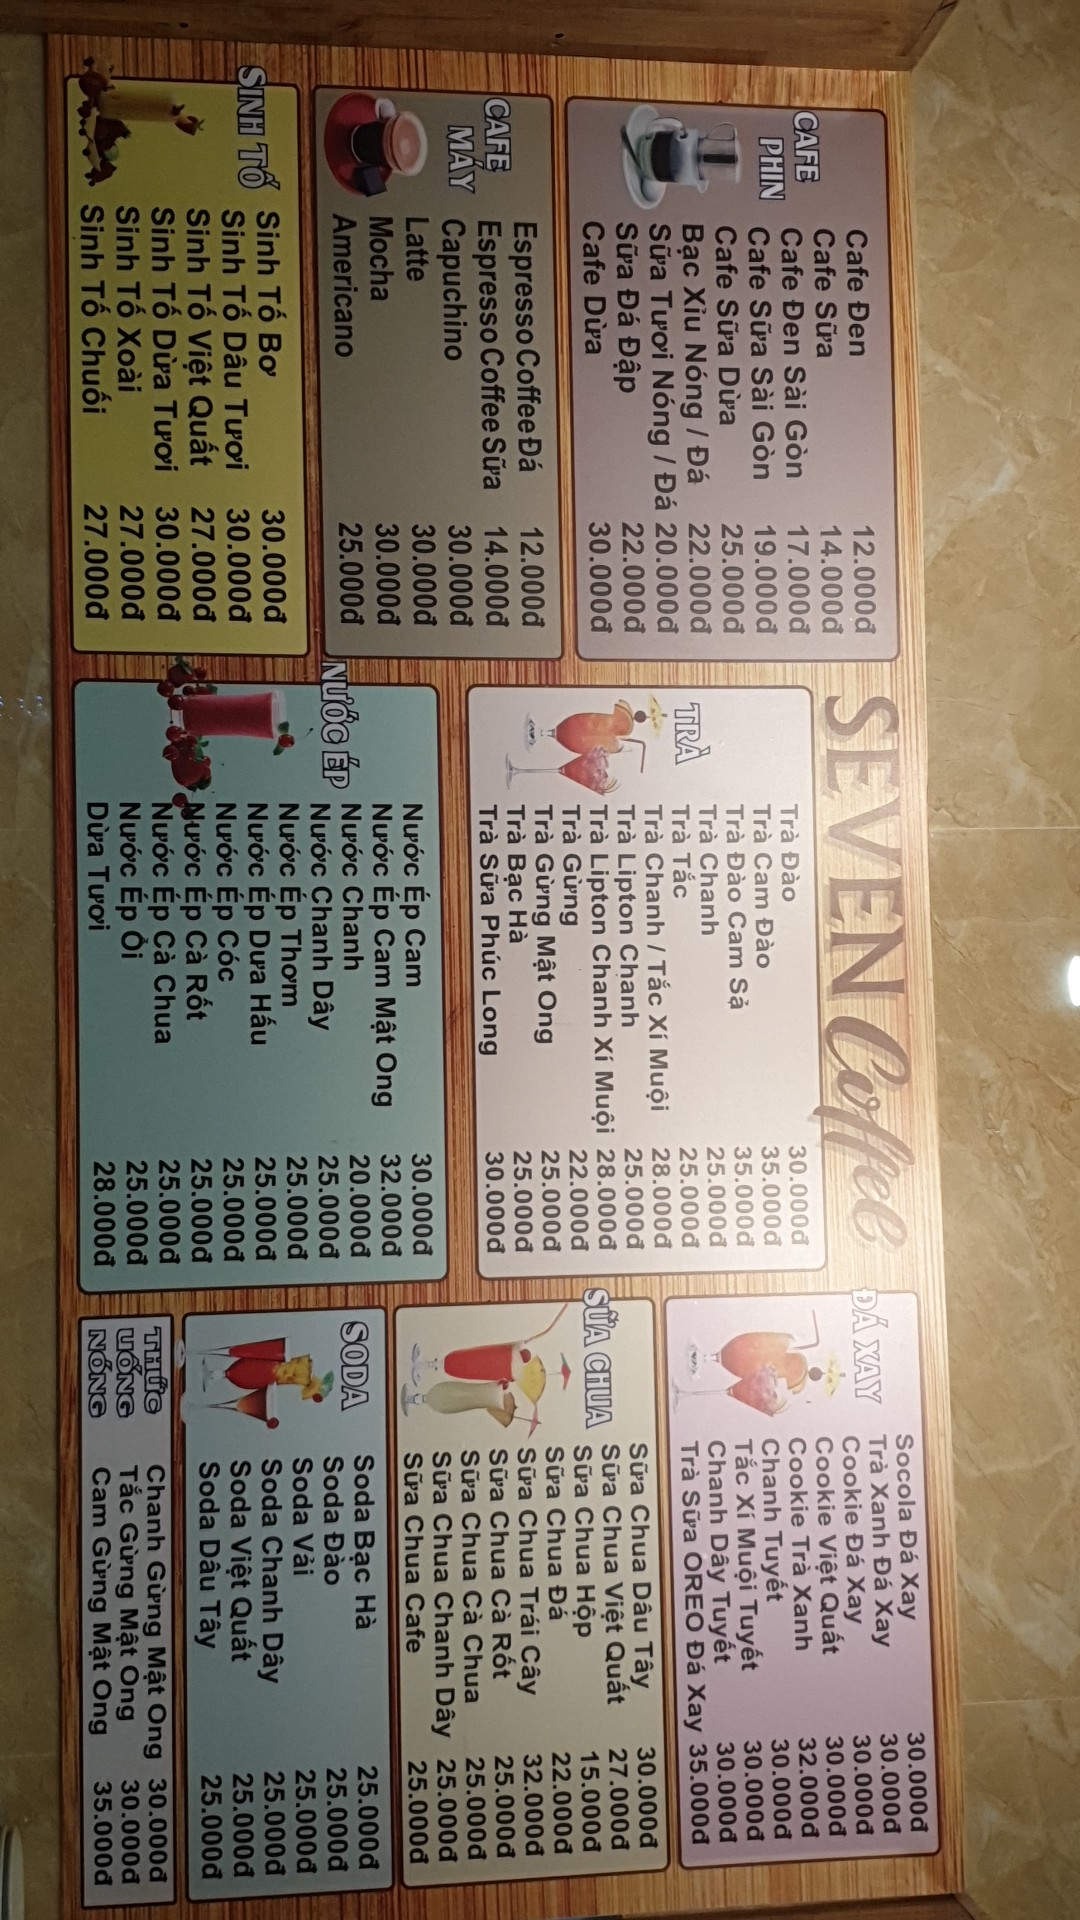 SEVEN Coffee
CAFE PHIN
Cafe Đen 12.000đ
Cafe Sữa 14.000đ
Cafe Đen Sài Gòn 17.000đ
Cafe Sữa Sài Gòn 19.000đ
Cafe Sữa Dừa 25.000đ
Bạc Xỉu Nóng / Đá 22.000đ
Sữa Tươi Nóng / Đá 20.000đ
Sữa Đá Đập 22.000đ
Cafe Dừa 30.000đ
CAFE MÁY
Espresso Coffee Đá 12.000đ
Espresso Coffee Sữa 14.000đ
Capuchino 30.000đ
Latte 30.000đ
Mocha 30.000đ
Americano 25.000đ
SINH TỐ
Sinh Tố Bơ 30.000đ
Sinh Tố Dâu Tươi 30.000đ
Sinh Tố Việt Quất 27.000đ
Sinh Tố Dừa Tươi 30.000đ
Sinh Tố Xoài 27.000đ
Sinh Tố Chuối 27.000đ
TRÀ
Trà Đào 30.000đ
Trà Cam Đào 35.000đ
Trà Đào Cam Sả 35.000đ
Trà Chanh 25.000đ
Trà Tắc 25.000đ
Trà Chanh / Tắc Xí Muội 28.000đ
Trà Lipton Chanh 25.000đ
Trà Lipton Chanh Xí Muội 28.000đ
Trà Gừng 22.000đ
Trà Gừng Mật Ong 25.000đ
Trà Bạc Hà 25.000đ
Trà Sữa Phúc Long 30.000đ
NƯỚC ÉP
Nước Ép Cam 30.000đ
Nước Ép Cam Mật Ong 32.000đ
Nước Chanh 20.000đ
Nước Chanh Dây 25.000đ
Nước Ép Thơm 25.000đ
Nước Ép Dưa Hấu 25.000đ
Nước Ép Cóc 25.000đ
Nước Ép Cà Rốt 25.000đ
Nước Ép Cà Chua 25.000đ
Nước Ép Ổi 25.000đ
Dừa Tươi 28.000đ
ĐÁ XAY
Socola Đá Xay 30.000đ
Trà Xanh Đá Xay 30.000đ
Cookie Đá Xay 30.000đ
Cookie Việt Quất 30.000đ
Cookie Trà Xanh 32.000đ
Chanh Tuyết 30.000đ
Tắc Xí Muội Tuyết 30.000đ
Chanh Dây Tuyết 30.000đ
Trà Sữa OREO Đá Xay 35.000đ
SỮA CHUA
Sữa Chua Dâu Tây 30.000đ
Sữa Chua Việt Quất 27.000đ
Sữa Chua Hộp 15.000đ
Sữa Chua Đá 22.000đ
Sữa Chua Trái Cây 32.000đ
Sữa Chua Cà Rốt 25.000đ
Sữa Chua Cà Chua 25.000đ
Sữa Chua Chanh Dây 25.000đ
Sữa Chua Cafe 25.000đ
SODA
Soda Bạc Hà 25.000đ
Soda Đào 25.000đ
Soda Vải 25.000đ
Soda Chanh Dây 25.000đ
Soda Việt Quất 25.000đ
Soda Dâu Tây 25.000đ
THỨC UỐNG NÓNG
Chanh Gừng Mật Ong 30.000đ
Tắc Gừng Mật Ong 30.000đ
Cam Gừng Mật Ong 35.000đ